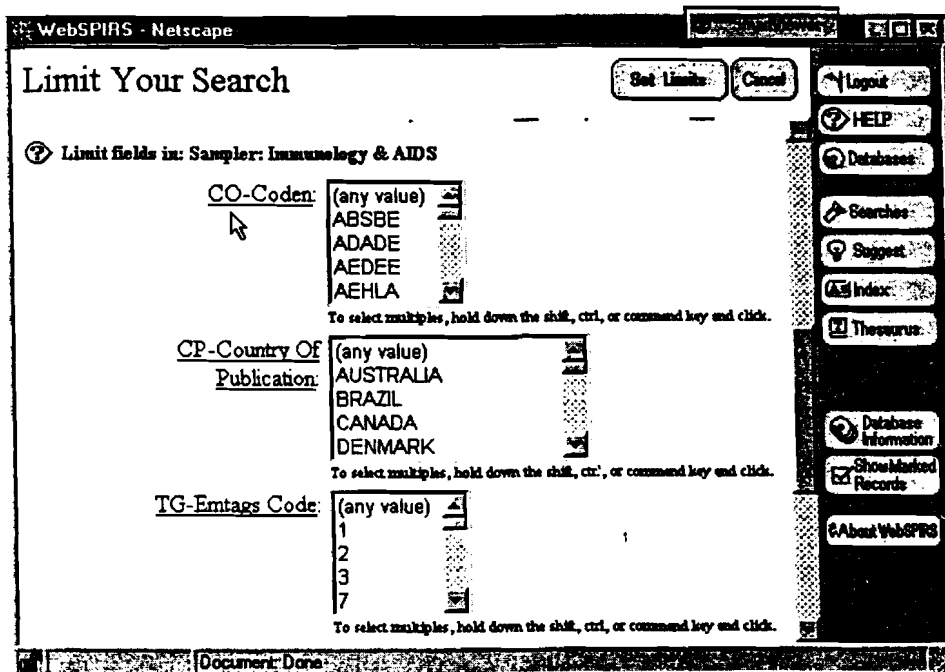 WebSPIRS - Netscape
Limit Your Search
Set Limits
Cancel
Limit fields in: Sampler: Immunology & AIDS
CO-Coden:
(any value)
ABSBE
ADADE
AEDEE
AEHLA
To select multiples, hold down the shift, ctrl, or command key and click.
CP-Country Of
Publication:
(any value)
AUSTRALIA
BRAZIL
CANADA
DENMARK
To select multiples, hold down the shift, ctrl, or command key and click.
TG-Emtags Code:
(any value)
1
2
3
7
To select multiples, hold down the shift, ctrl, or command key and click.
Logout
HELP
Databases
Searches
Suggest
Index
Thesaurus
Database
Information
Show Marked
Records
About WebSPIRS
Document: Done